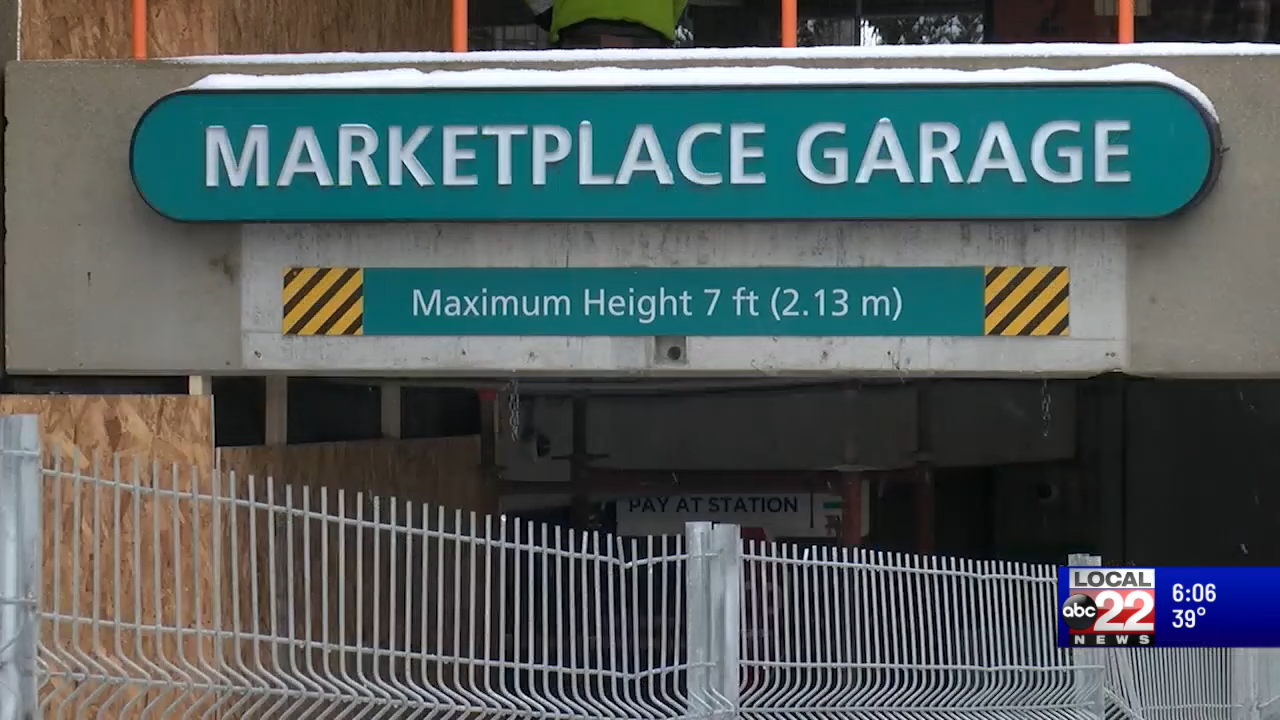 MARKETPLACE GARAGE
Maximum Height 7 ft (2.13 m)
PAY AT STATION
LOCAL
abc 22
NEWS
6:06
39°